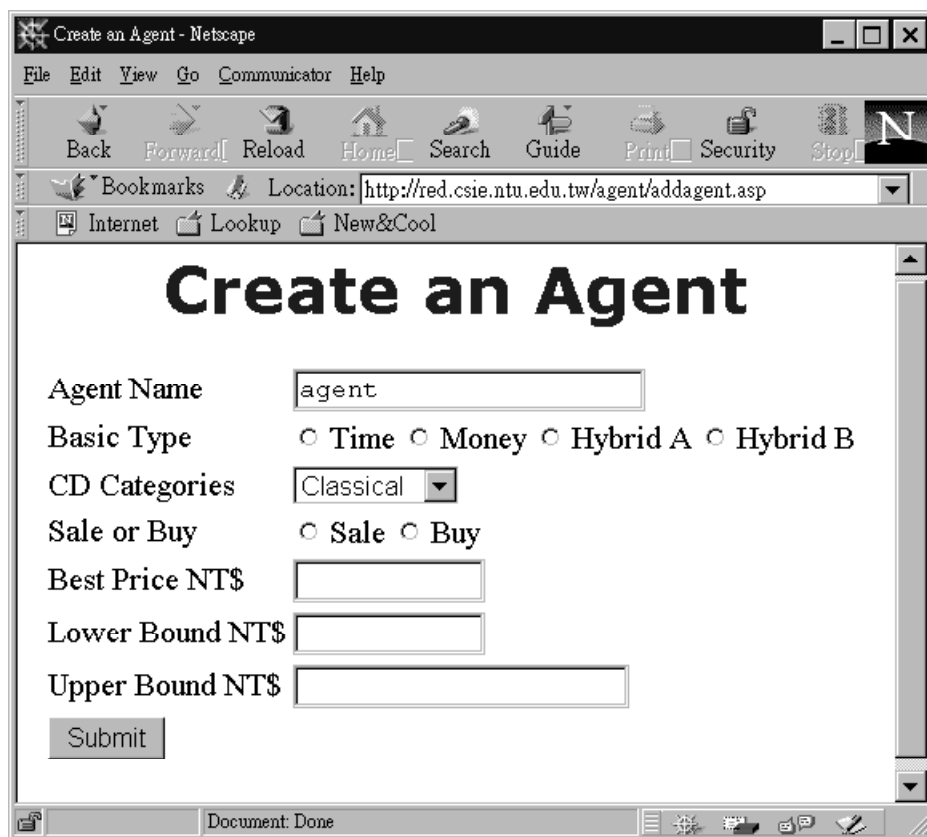 Create an Agent - Netscape
File Edit View Go Communicator Help
Back Forward Reload Home Search Guide Print Security Stop N
Bookmarks Location: http://red.csie.ntu.edu.tw/agent/addagent.asp
N Internet Lookup New&Cool
Create an Agent
Agent Name agent
Basic Type Time Money Hybrid A Hybrid B
CD Categories Classical
Sale or Buy Sale Buy
Best Price NT$
Lower Bound NT$
Upper Bound NT$
Submit
Document: Done